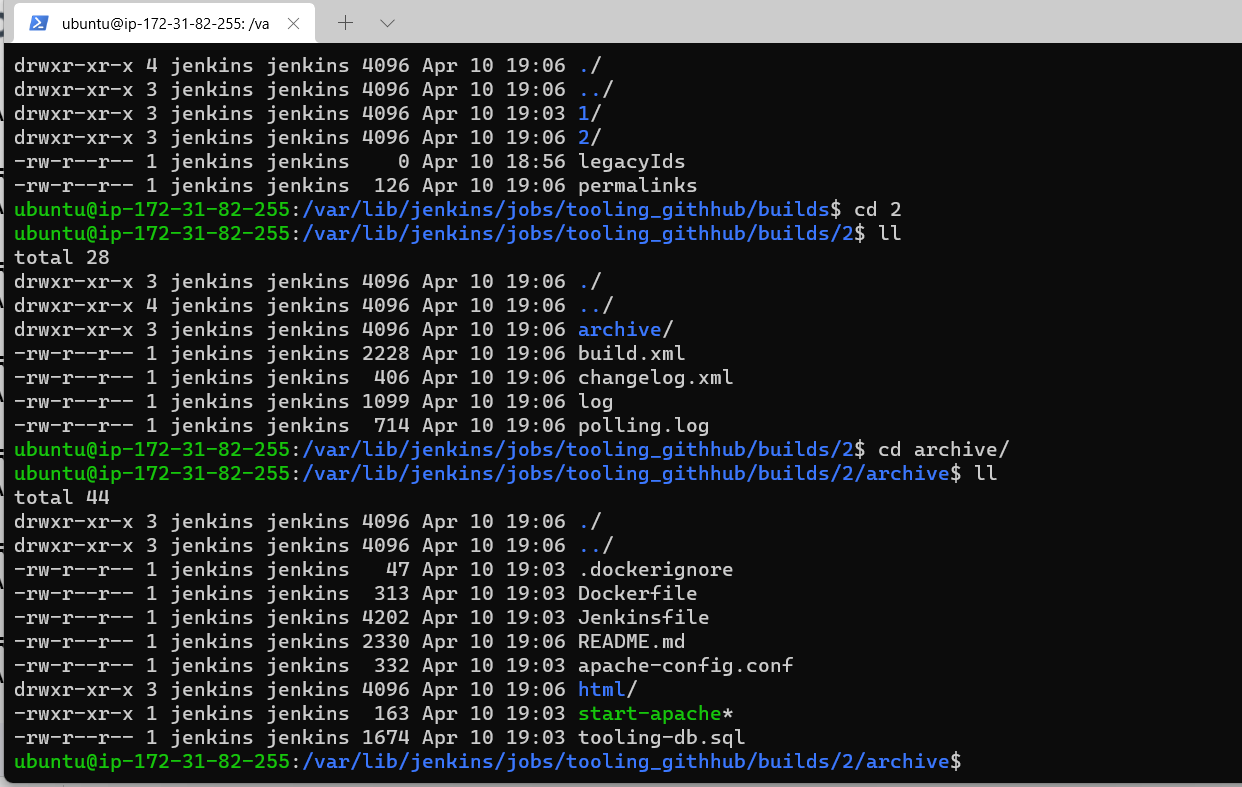 ubuntu@ip-172-31-82-255: /va
drwxr-xr-x 4 jenkins jenkins 4096 Apr 10 19:06 ./
drwxr-xr-x 3 jenkins jenkins 4096 Apr 10 19:06 ../
drwxr-xr-x 3 jenkins jenkins 4096 Apr 10 19:03 1/
drwxr-xr-x 3 jenkins jenkins 4096 Apr 10 19:06 2/
-rw-r--r-- 1 jenkins jenkins    0 Apr 10 18:56 legacyIds
-rw-r--r-- 1 jenkins jenkins  126 Apr 10 19:06 permalinks
ubuntu@ip-172-31-82-255:/var/lib/jenkins/jobs/tooling_githhub/builds$ cd 2
ubuntu@ip-172-31-82-255:/var/lib/jenkins/jobs/tooling_githhub/builds/2$ ll
total 28
drwxr-xr-x 3 jenkins jenkins 4096 Apr 10 19:06 ./
drwxr-xr-x 4 jenkins jenkins 4096 Apr 10 19:06 ../
drwxr-xr-x 3 jenkins jenkins 4096 Apr 10 19:06 archive/
-rw-r--r-- 1 jenkins jenkins 2228 Apr 10 19:06 build.xml
-rw-r--r-- 1 jenkins jenkins  406 Apr 10 19:06 changelog.xml
-rw-r--r-- 1 jenkins jenkins 1099 Apr 10 19:06 log
-rw-r--r-- 1 jenkins jenkins  714 Apr 10 19:06 polling.log
ubuntu@ip-172-31-82-255:/var/lib/jenkins/jobs/tooling_githhub/builds/2$ cd archive/
ubuntu@ip-172-31-82-255:/var/lib/jenkins/jobs/tooling_githhub/builds/2/archive$ ll
total 44
drwxr-xr-x 3 jenkins jenkins 4096 Apr 10 19:06 ./
drwxr-xr-x 3 jenkins jenkins 4096 Apr 10 19:06 ../
-rw-r--r-- 1 jenkins jenkins   47 Apr 10 19:03 .dockerignore
-rw-r--r-- 1 jenkins jenkins  313 Apr 10 19:03 Dockerfile
-rw-r--r-- 1 jenkins jenkins 4202 Apr 10 19:03 Jenkinsfile
-rw-r--r-- 1 jenkins jenkins 2330 Apr 10 19:06 README.md
-rw-r--r-- 1 jenkins jenkins  332 Apr 10 19:03 apache-config.conf
drwxr-xr-x 3 jenkins jenkins 4096 Apr 10 19:06 html/
-rwxr-xr-x 1 jenkins jenkins  163 Apr 10 19:03 start-apache*
-rw-r--r-- 1 jenkins jenkins 1674 Apr 10 19:03 tooling-db.sql
ubuntu@ip-172-31-82-255:/var/lib/jenkins/jobs/tooling_githhub/builds/2/archive$